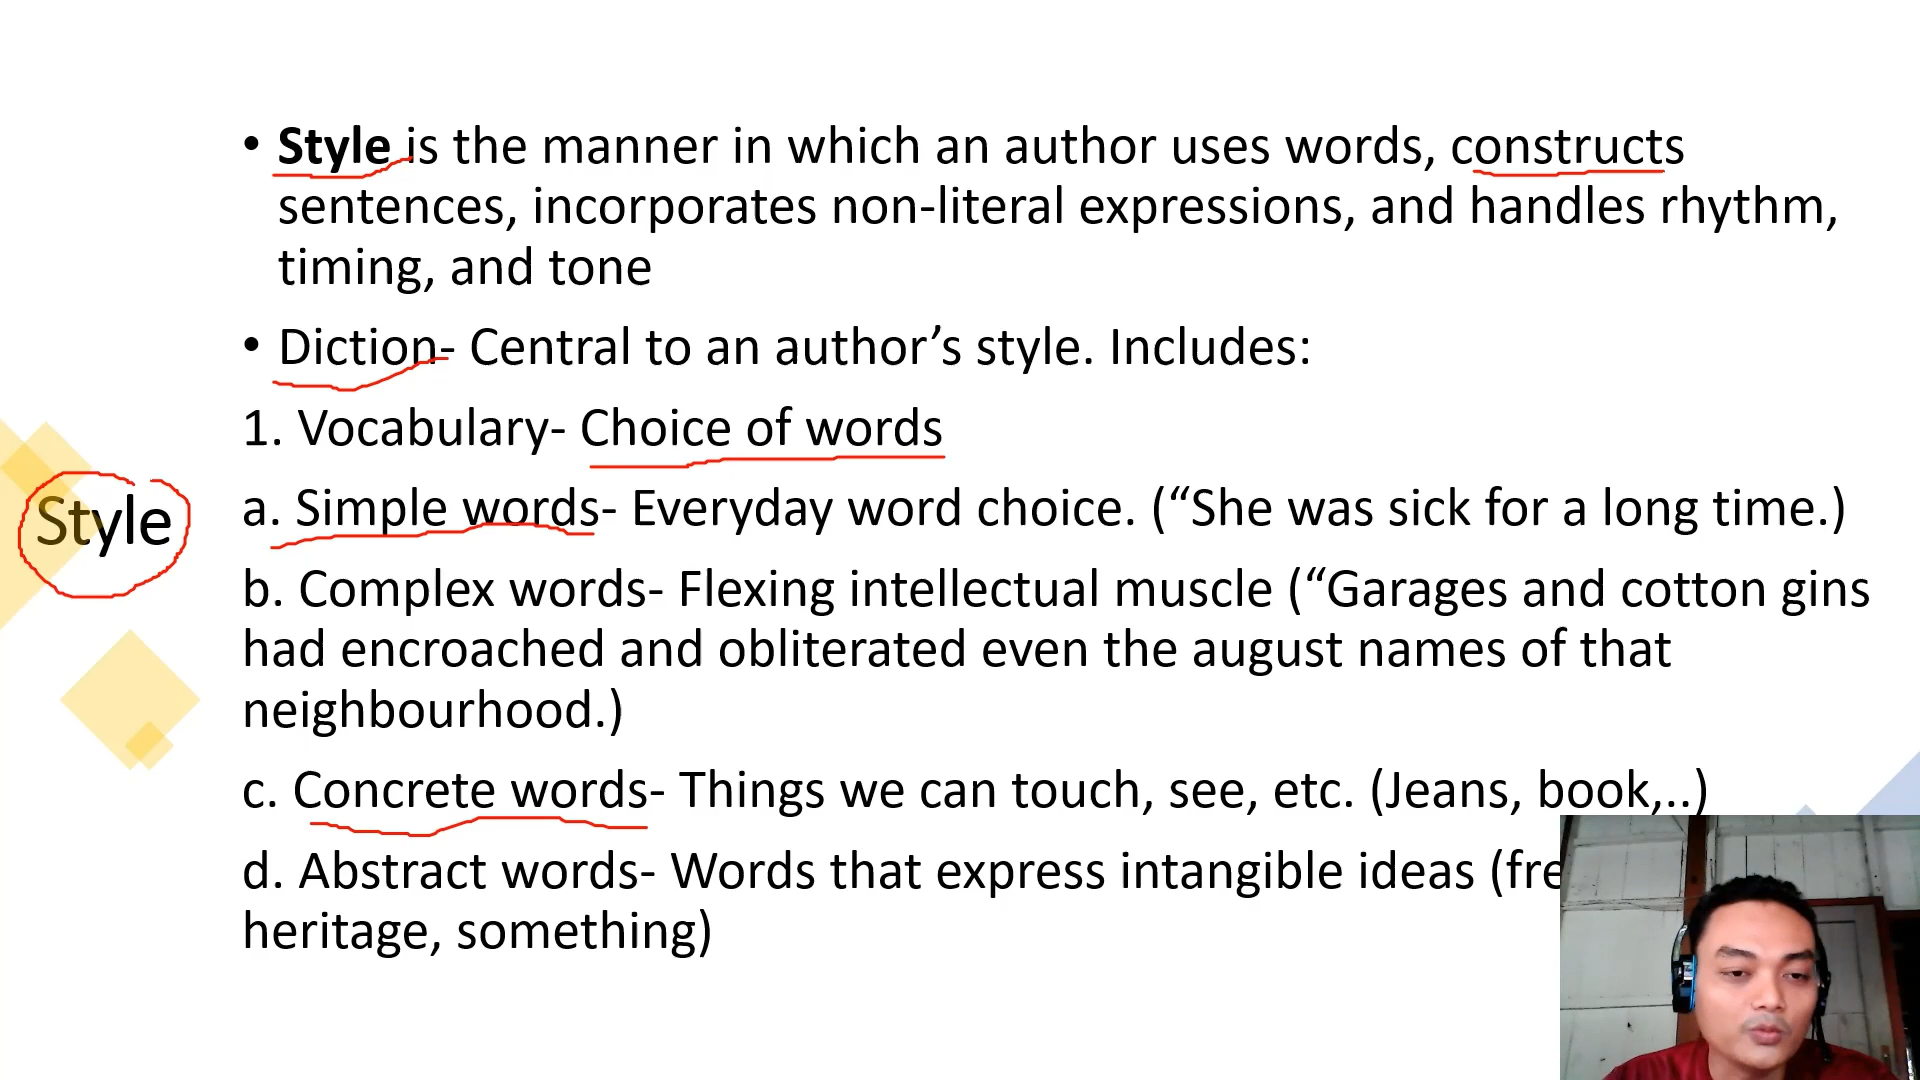 • Style is the manner in which an author uses words, constructs
sentences, incorporates non-literal expressions, and handles rhythm,
timing, and tone
• Diction- Central to an author’s style. Includes:
1. Vocabulary- Choice of words
Style
a. Simple words- Everyday word choice. (“She was sick for a long time.)
b. Complex words- Flexing intellectual muscle (“Garages and cotton gins
had encroached and obliterated even the august names of that
neighbourhood.)
c. Concrete words- Things we can touch, see, etc. (Jeans, book,..)
d. Abstract words- Words that express intangible ideas
heritage, something)